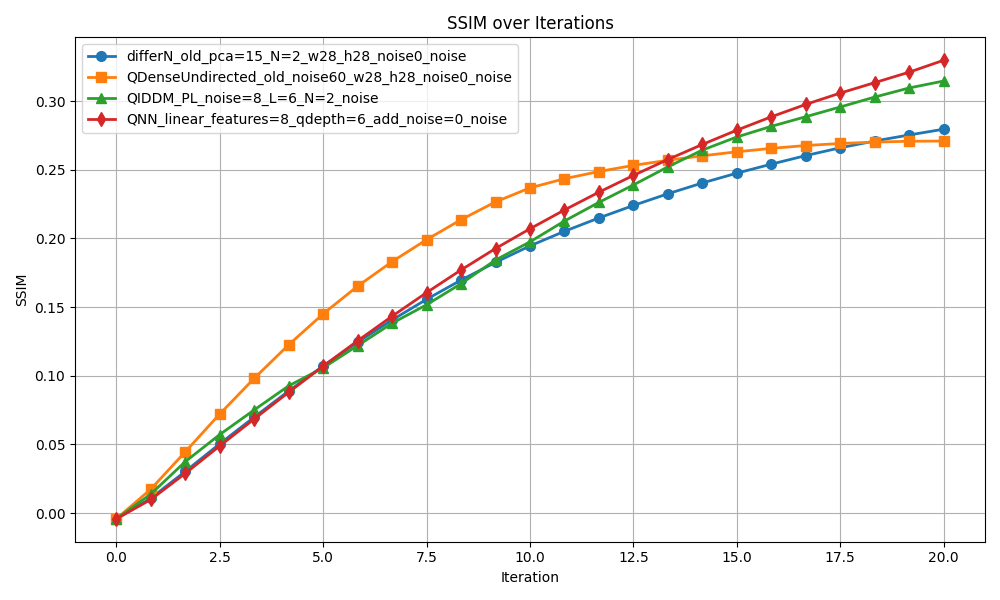 SSIM over Iterations
differN_old_pca=15_N=2_w28_h28_noise0_noise
QDenseUndirected_old_noise60_w28_h28_noise0_noise
QIDDM_PL_noise=8_L=6_N=2_noise
QNN_linear_features=8_qdepth=6_add_noise=0_noise
SSIM
0.30
0.25
0.20
0.15
0.10
0.05
0.00
0.0 2.5 5.0 7.5 10.0 12.5 15.0 17.5 20.0
Iteration